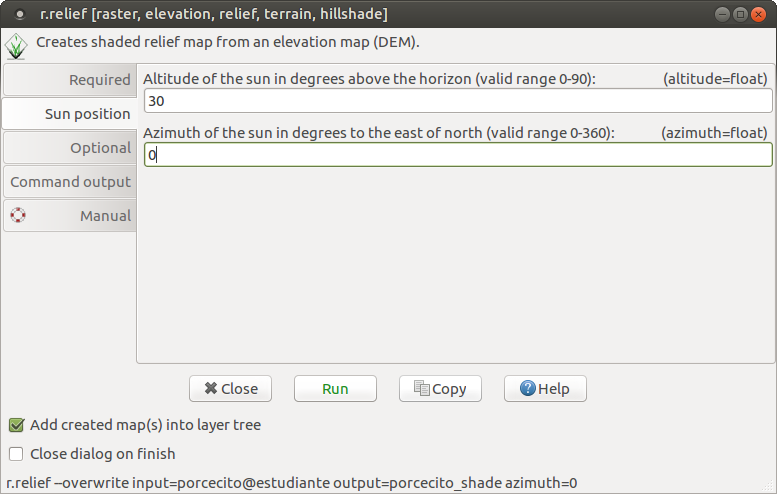 r.relief [raster, elevation, relief, terrain, hillshade]
Creates shaded relief map from an elevation map (DEM).
Required
Altitude of the sun in degrees above the horizon (valid range 0-90): (altitude=float)
30
Sun position
Azimuth of the sun in degrees to the east of north (valid range 0-360): (azimuth=float)
0
Optional
Command output
Manual
Close Run Copy Help
Add created map(s) into layer tree
Close dialog on finish
r.relief --overwrite input=porcecito@estudiante output=porcecito_shade azimuth=0